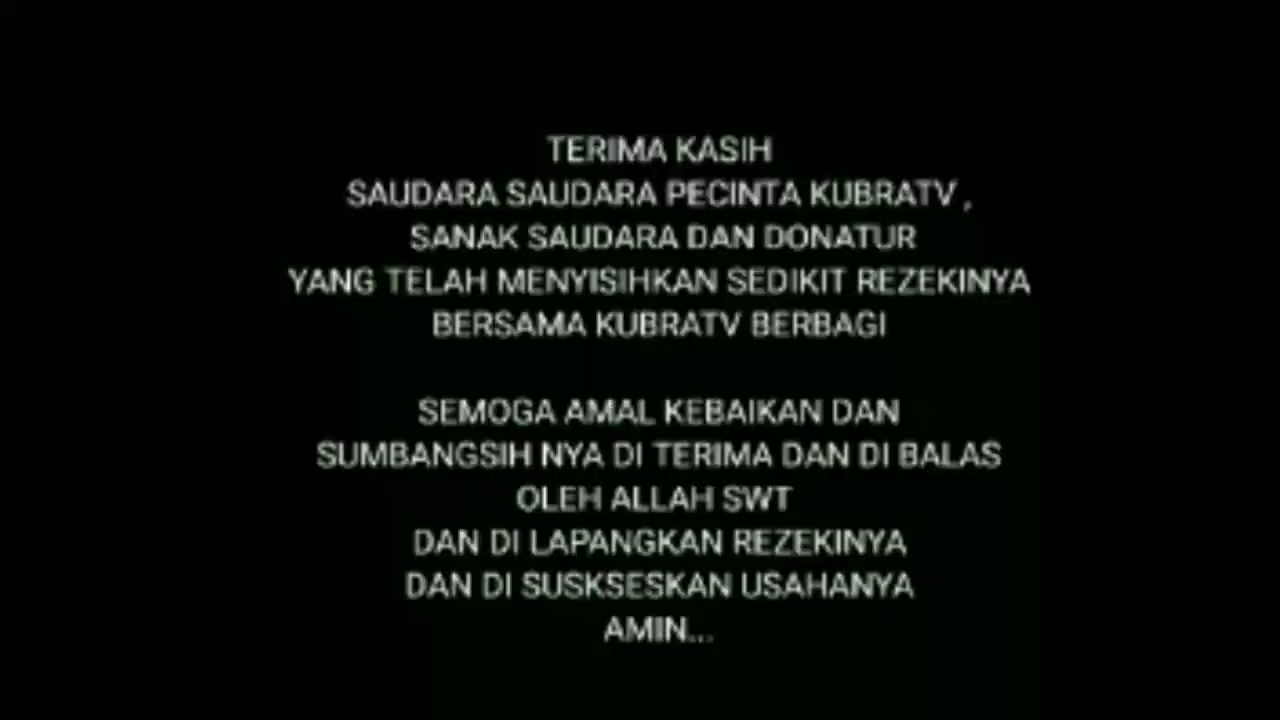 TERIMA KASIH
SAUDARA SAUDARA PECINTA KUBRATV ,
SANAK SAUDARA DAN DONATUR
YANG TELAH MENYISIHKAN SEDIKIT REZEKINYA
BERSAMA KUBRATV BERBAGI
SEMOGA AMAL KEBAIKAN DAN
SUMBANGSIH NYA DI TERIMA DAN DI BALAS
OLEH ALLAH SWT
DAN DI LAPANGKAN REZEKINYA
DAN DI SUSKSESKAN USAHANYA
AMIN...